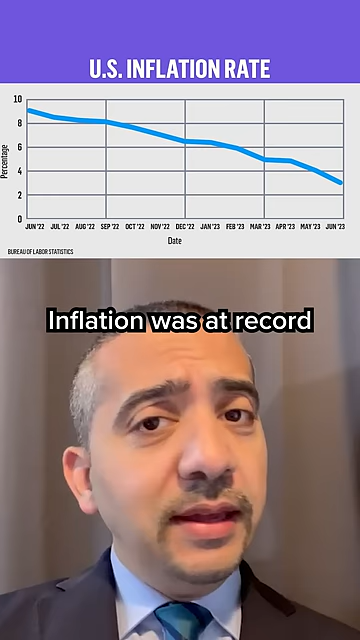 U.S. INFLATION RATE
10
8
6
4
2
0
Percentage
JUN '22 JUL '22 AUG '22 SEP '22 OCT '22 NOV '22 DEC '22 JAN '23 FEB '23 MAR '23 APR '23 MAY '23 JUN '23
Date
BUREAU OF LABOR STATISTICS
Inflation was at record